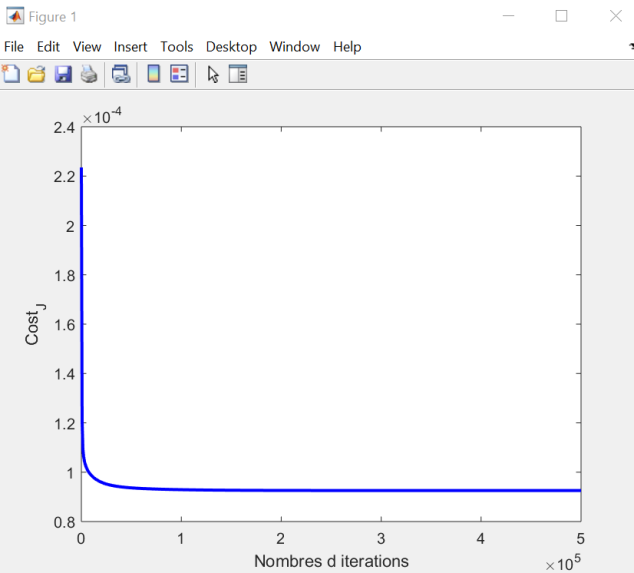 Figure 1
File Edit View Insert Tools Desktop Window Help
×10^-4
2.4
2.2
2
1.8
1.6
1.4
1.2
1
0.8
Cost_J
0 1 2 3 4 5
Nombres d iterations
×10^5